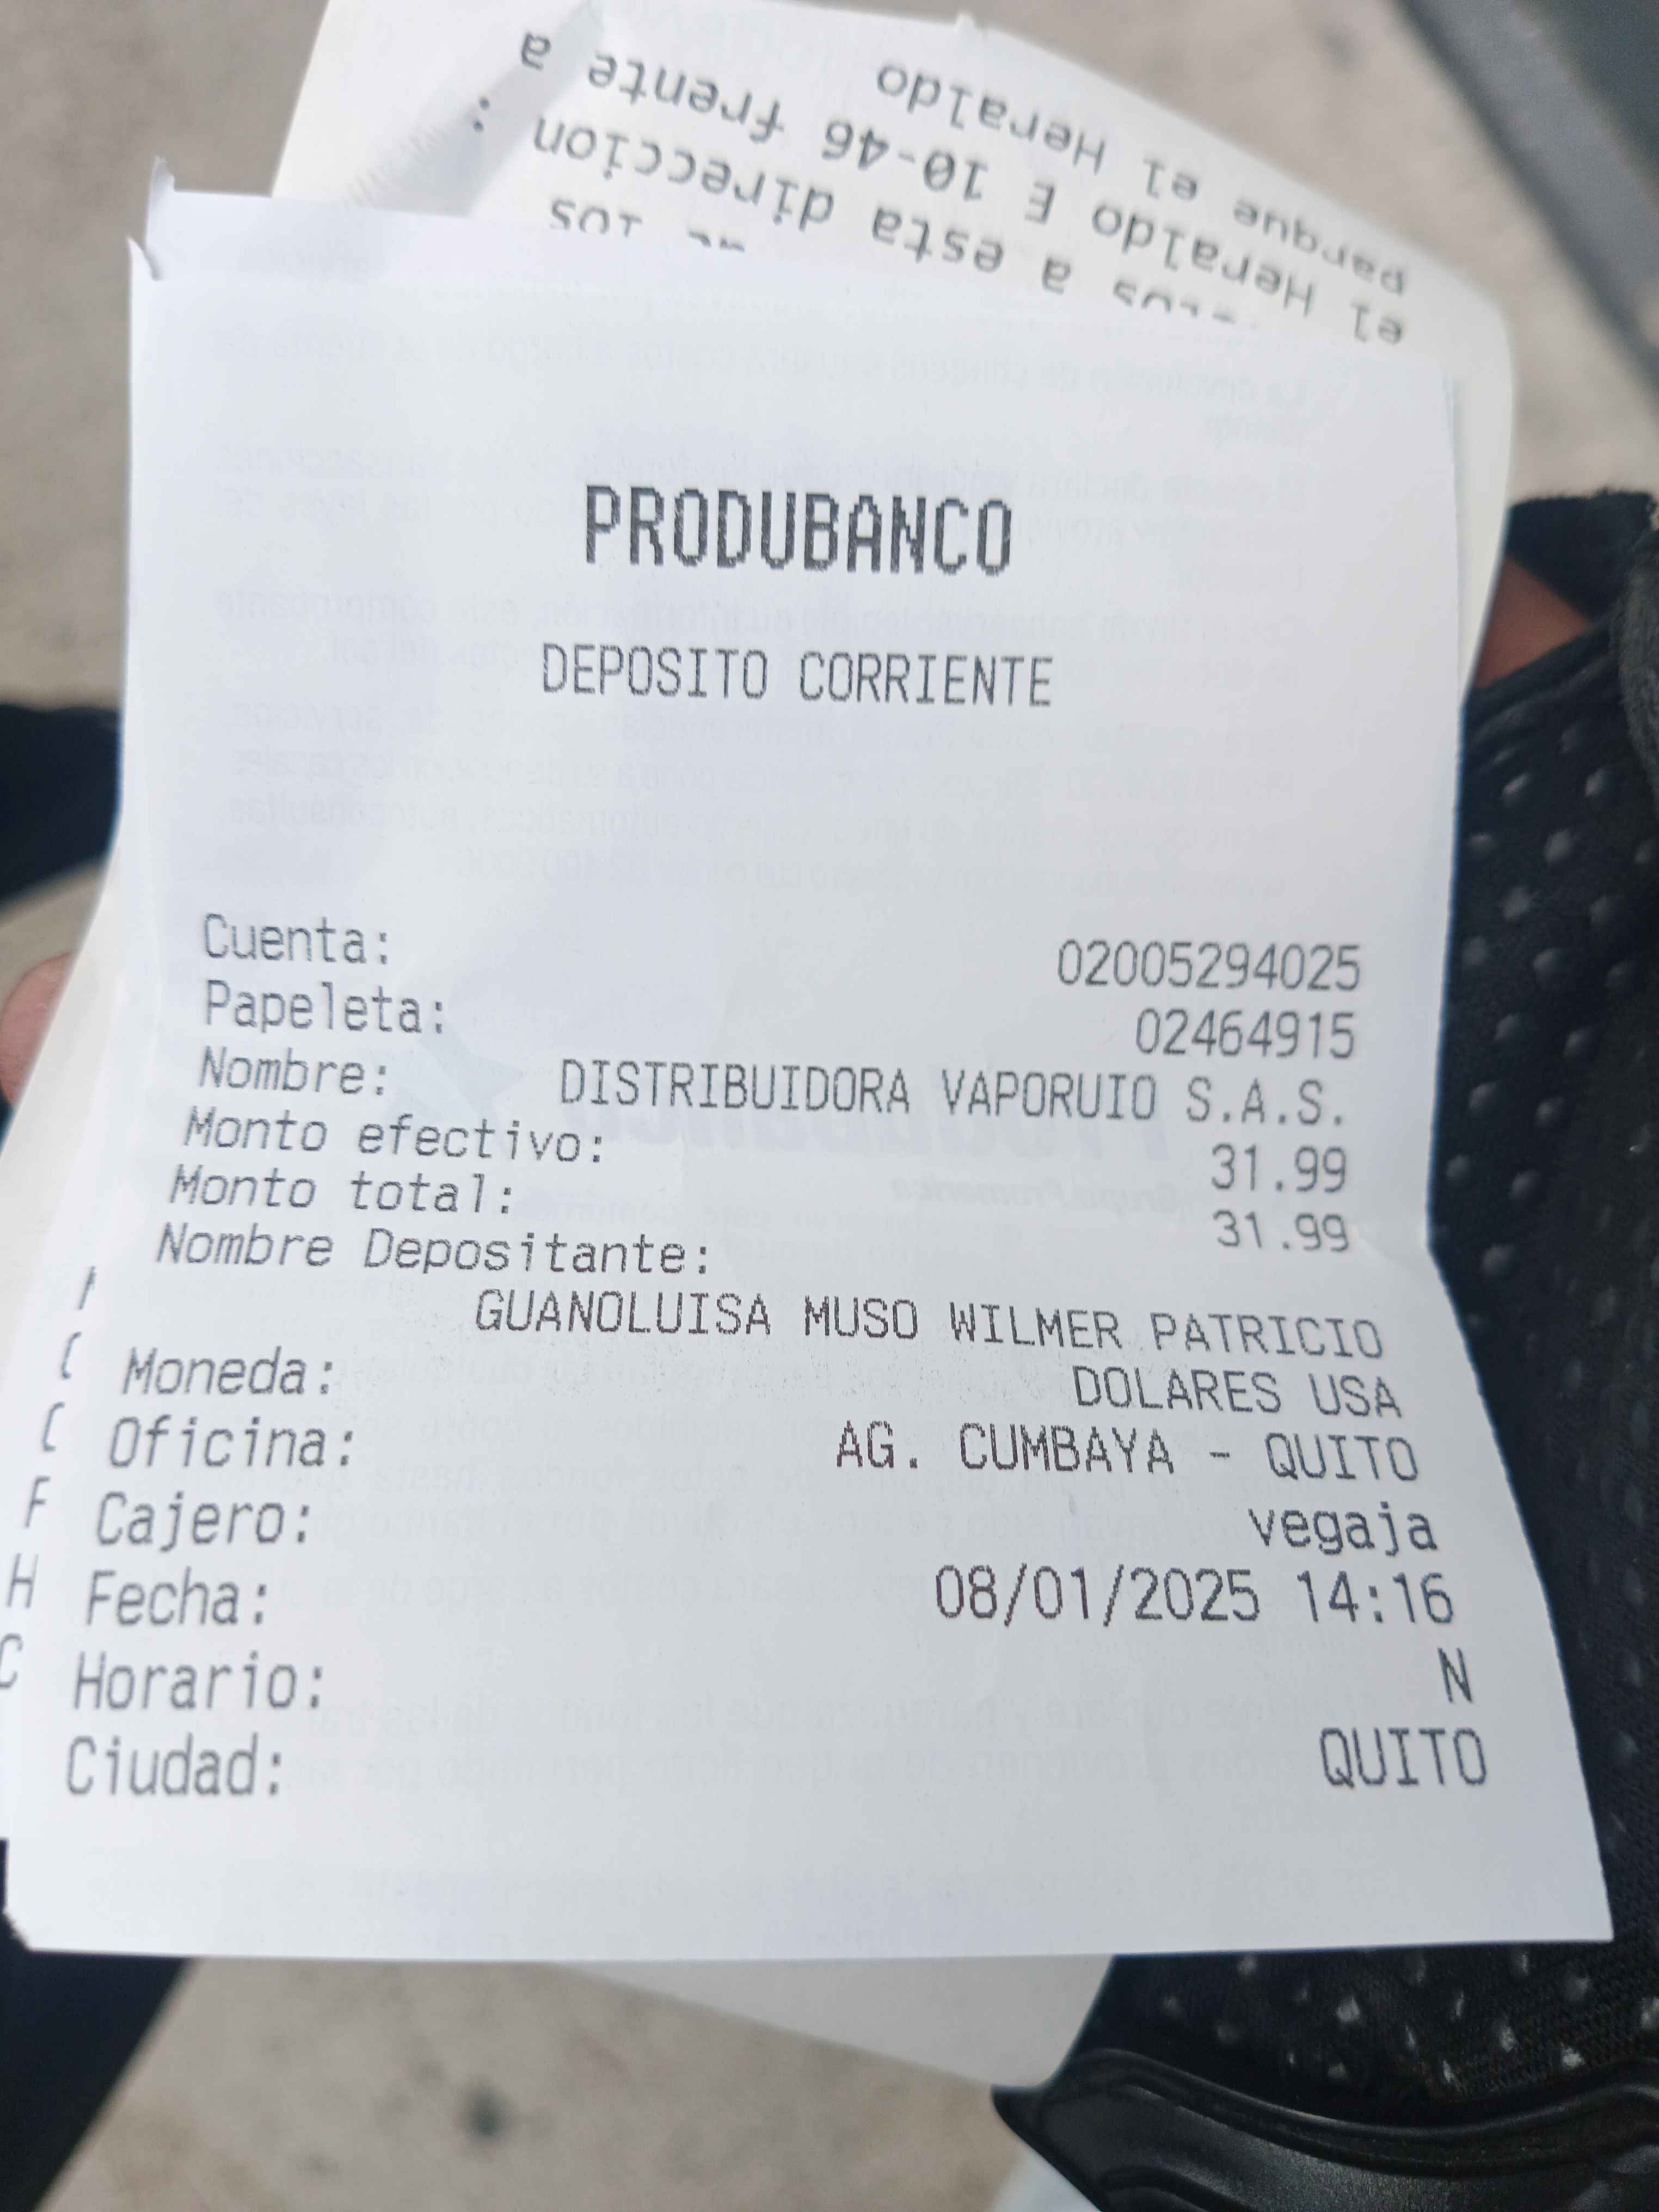 a esta direccion :
el Heraldo E 10-46 frente a
parque el Heraldo
PRODUBANCO
DEPOSITO CORRIENTE
Cuenta: 02005294025
Papeleta: 02464915
Nombre: DISTRIBUIDORA VAPORUIO S.A.S.
Monto efectivo: 31.99
Monto total: 31.99
Nombre Depositante:
GUANOLUISA MUSO WILMER PATRICIO
Moneda: DOLARES USA
Oficina: AG. CUMBAYA - QUITO
Cajero: vegaja
Fecha: 08/01/2025 14:16
Horario: N
Ciudad: QUITO